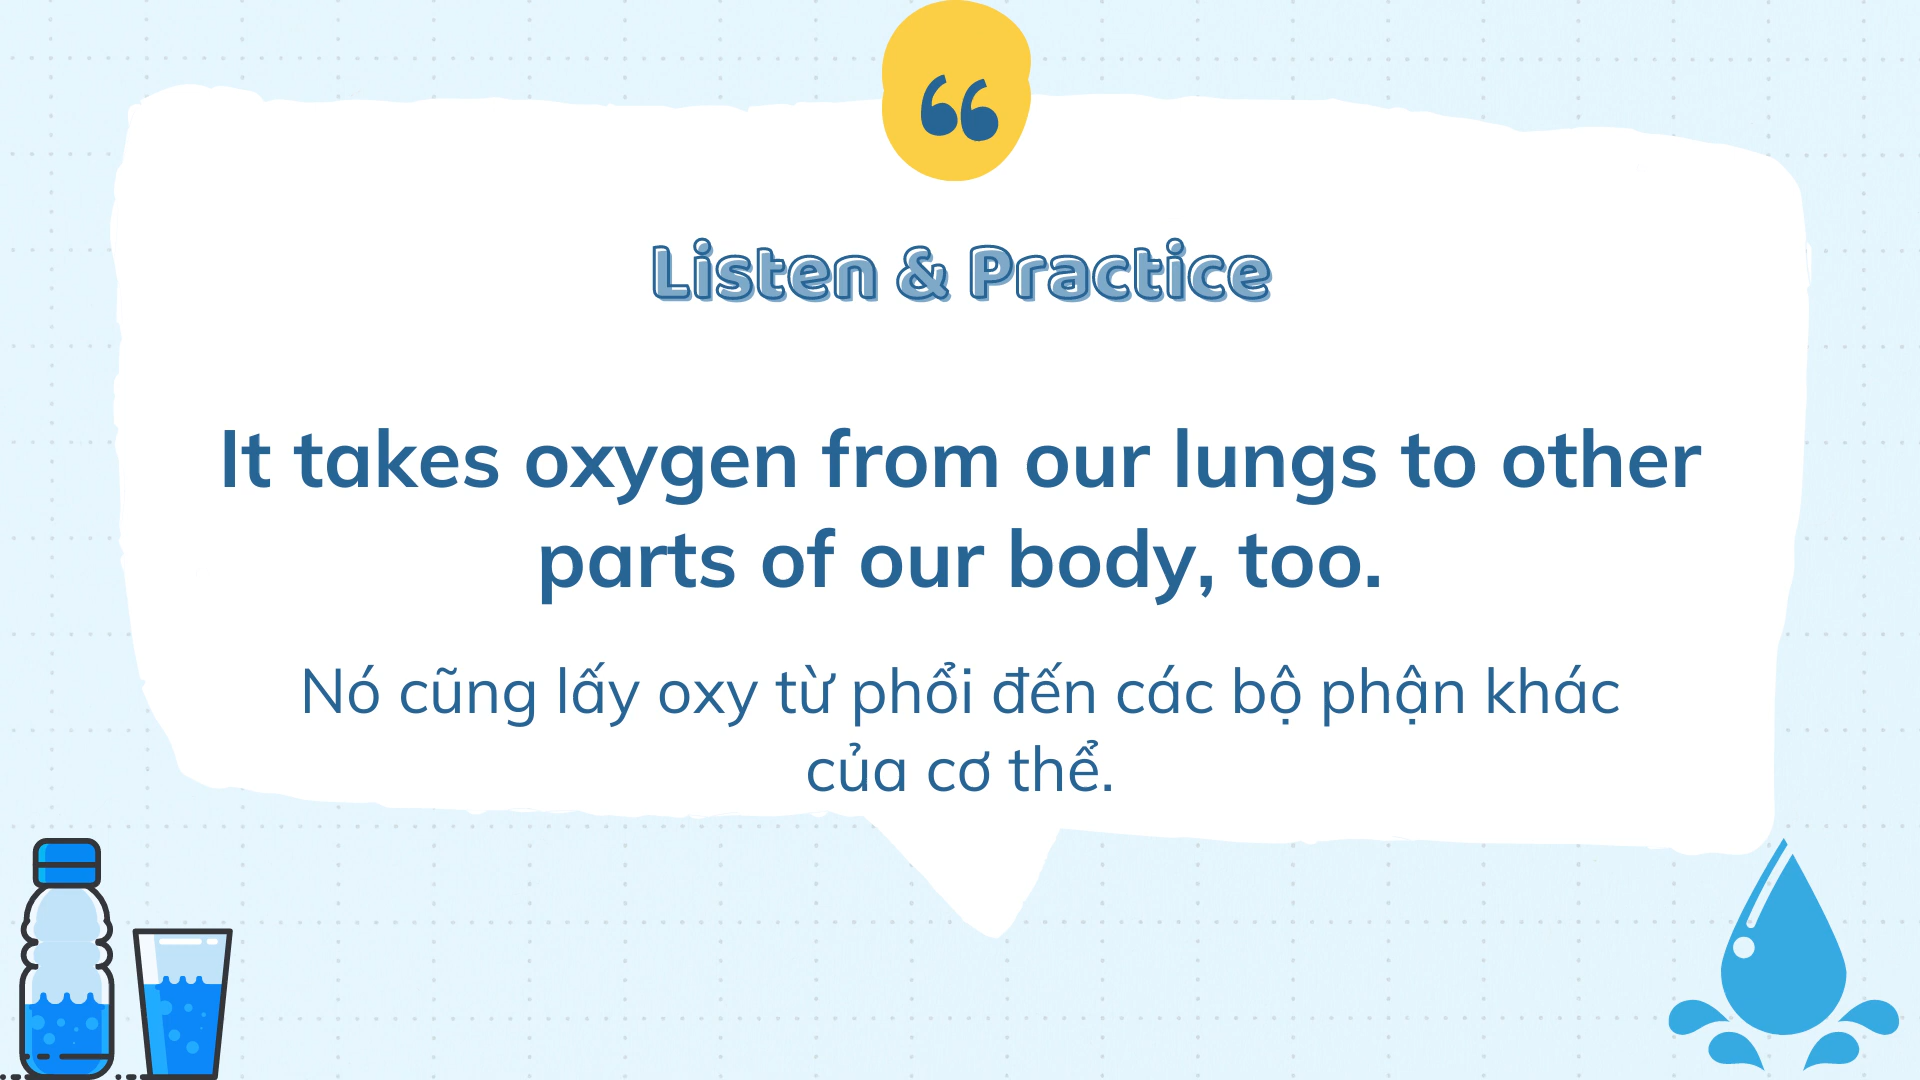 “
Listen & Practice
It takes oxygen from our lungs to other
parts of our body, too.
Nó cũng lấy oxy từ phổi đến các bộ phận khác
của cơ thể.